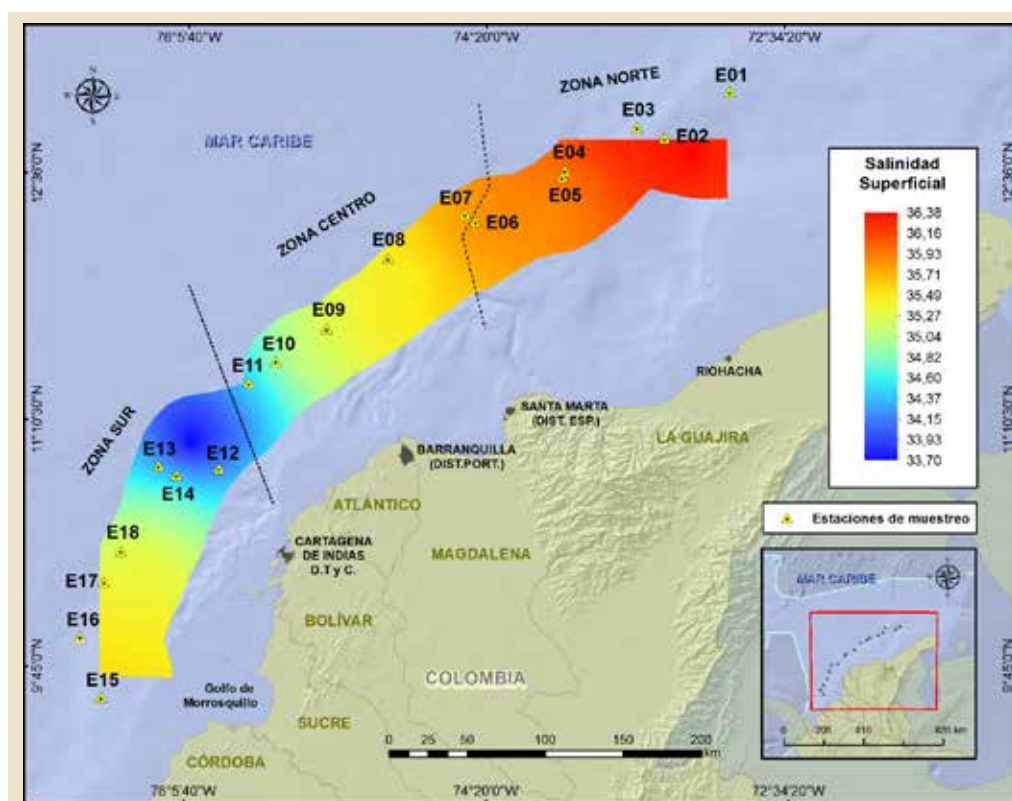 76°5'40"W
74°20'0"W
72°34'20"W
ZONA NORTE
E01
E03
E02
MAR CARIBE
E04
E05
12°36'0"N
12°36'0"N
Salinidad
Superficial
36,38
36,16
35,93
35,71
35,49
35,27
35,04
34,82
34,60
34,37
34,15
33,93
33,70
ZONA CENTRO
E07
E06
E08
E09
E10
E11
RIOHACHA
SANTA MARTA
(DIST. ESP.)
LA GUAJIRA
11°10'30"N
11°10'30"N
ZONA SUR
E13
E12
E14
BARRANQUILLA
(DIST.PORT.)
ATLÁNTICO
E18
CARTAGENA
DE INDIAS
D.T y C.
MAGDALENA
Estaciones de muestreo
E17
E16
BOLÍVAR
MAR CARIBE
9°45'0"N
9°45'0"N
E15
COLOMBIA
Golfo de
Morrosquillo
SUCRE
CÓRDOBA
0 25 50 100 150 200
km
0 205 410 820 km
76°5'40"W
74°20'0"W
72°34'20"W